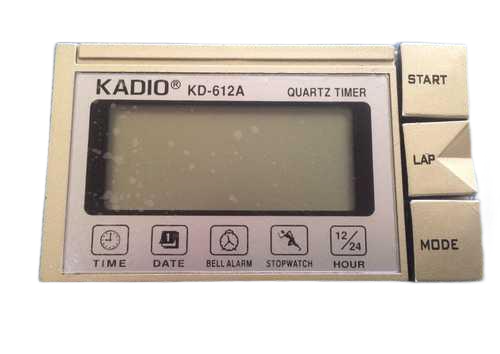 KADIO® KD-612A QUARTZ TIMER
START
LAP
MODE
12/24
TIME DATE BELL ALARM STOPWATCH HOUR